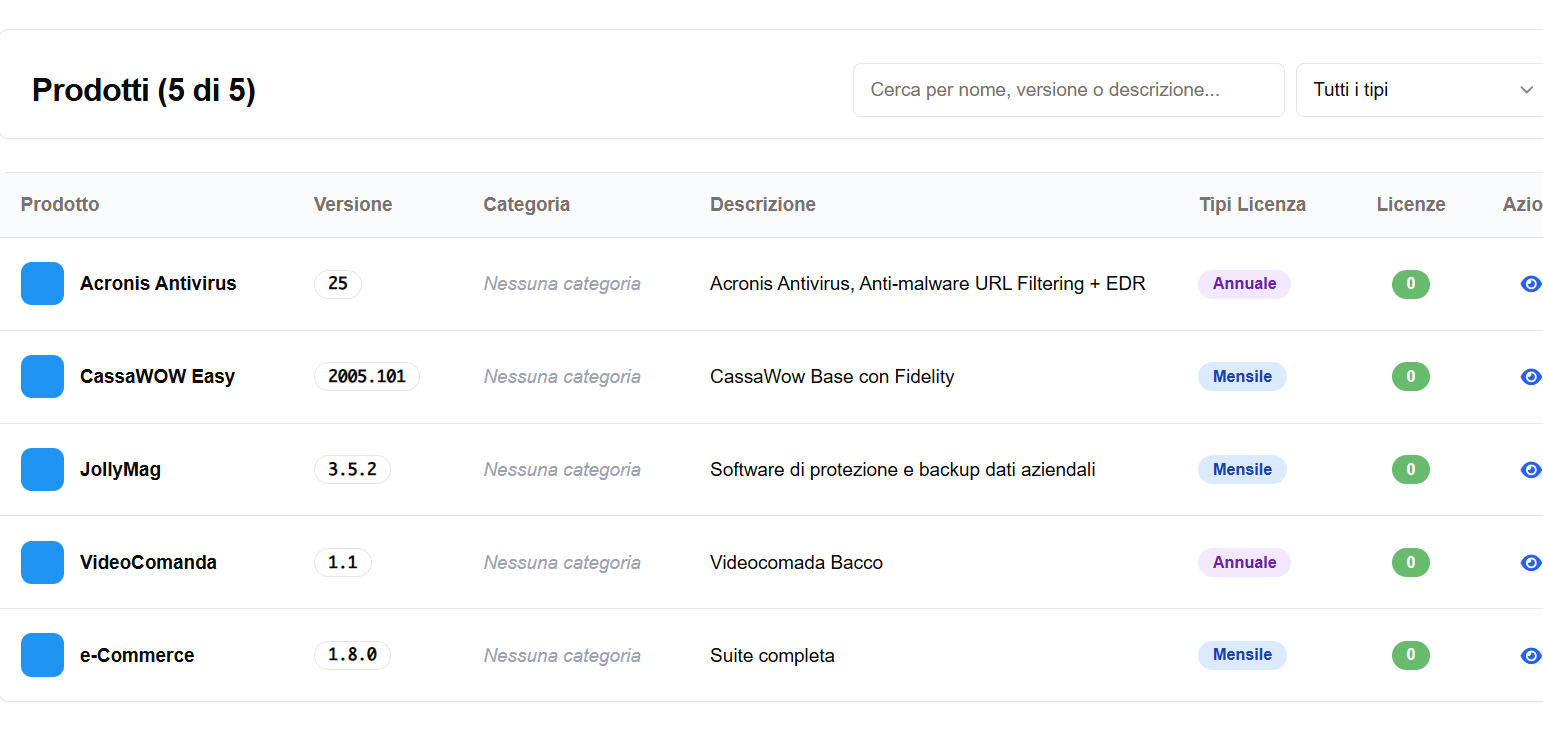 Prodotti (5 di 5)
Cerca per nome, versione o descrizione...
Tutti i tipi
Prodotto Versione Categoria Descrizione Tipi Licenza Licenze Azio
Acronis Antivirus 25 Nessuna categoria Acronis Antivirus, Anti-malware URL Filtering + EDR Annuale 0
CassaWOW Easy 2005.101 Nessuna categoria CassaWow Base con Fidelity Mensile 0
JollyMag 3.5.2 Nessuna categoria Software di protezione e backup dati aziendali Mensile 0
VideoComanda 1.1 Nessuna categoria Videocomada Bacco Annuale 0
e-Commerce 1.8.0 Nessuna categoria Suite completa Mensile 0